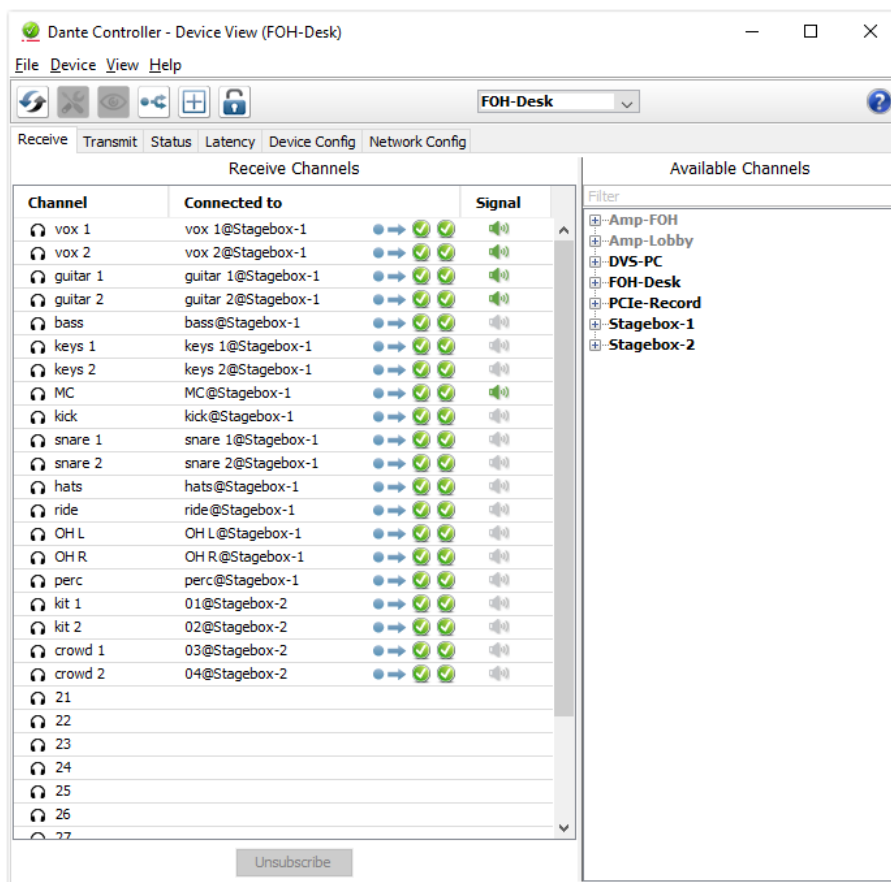 Dante Controller - Device View (FOH-Desk)
File Device View Help
FOH-Desk
Receive Transmit Status Latency Device Config Network Config
Receive Channels
Channel Connected to Signal
vox 1 vox 1@Stagebox-1
vox 2 vox 2@Stagebox-1
guitar 1 guitar 1@Stagebox-1
guitar 2 guitar 2@Stagebox-1
bass bass@Stagebox-1
keys 1 keys 1@Stagebox-1
keys 2 keys 2@Stagebox-1
MC MC@Stagebox-1
kick kick@Stagebox-1
snare 1 snare 1@Stagebox-1
snare 2 snare 2@Stagebox-1
hats hats@Stagebox-1
ride ride@Stagebox-1
OH L OH L@Stagebox-1
OH R OH R@Stagebox-1
perc perc@Stagebox-1
kit 1 01@Stagebox-2
kit 2 02@Stagebox-2
crowd 1 03@Stagebox-2
crowd 2 04@Stagebox-2
21
22
23
24
25
26
27
Unsubscribe
Available Channels
Filter
Amp-FOH
Amp-Lobby
DVS-PC
FOH-Desk
PCIe-Record
Stagebox-1
Stagebox-2